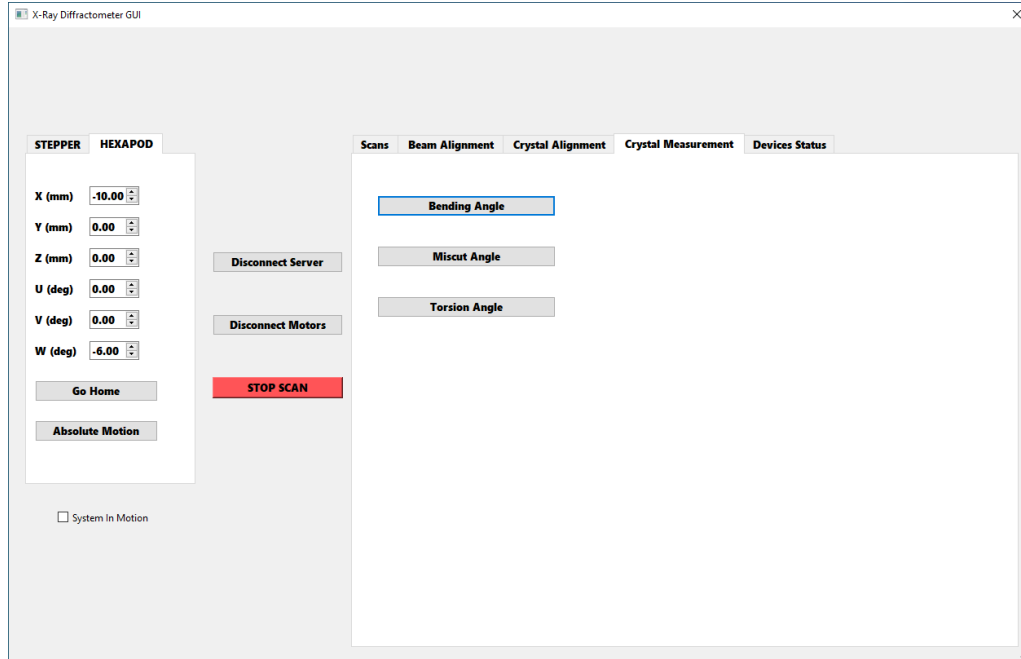 X-Ray Diffractometer GUI
STEPPER HEXAPOD
X (mm) -10.00
Y (mm) 0.00
Z (mm) 0.00
U (deg) 0.00
V (deg) 0.00
W (deg) -6.00
Go Home
Absolute Motion
System In Motion
Disconnect Server
Disconnect Motors
STOP SCAN
Scans Beam Alignment Crystal Alignment Crystal Measurement Devices Status
Bending Angle
Miscut Angle
Torsion Angle